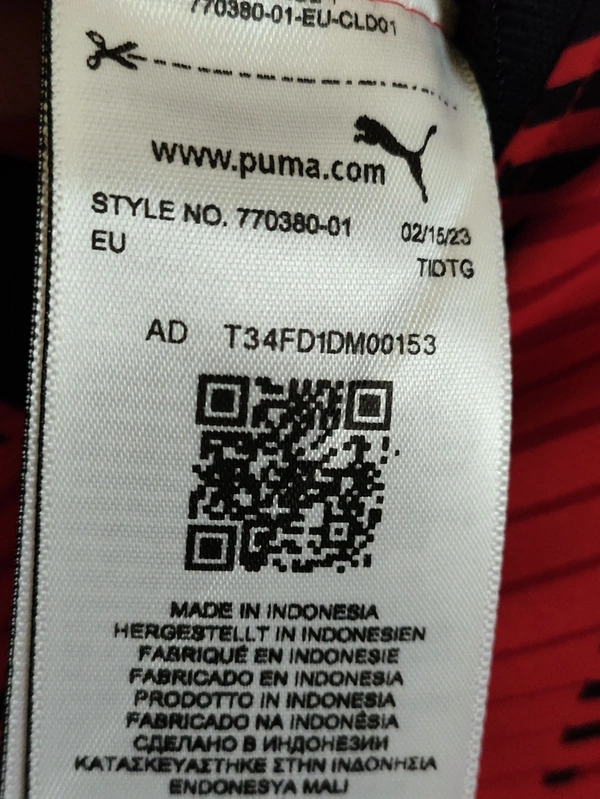 770380-01-EU-CLD01
www.puma.com
STYLE NO. 770380-01 02/15/23
EU TIDTG
AD T34FD1DM00153
MADE IN INDONESIA
HERGESTELLT IN INDONESIEN
FABRIQUÉ EN INDONESIE
FABRICADO EN INDONESIA
PRODOTTO IN INDONESIA
FABRICADO NA INDONÉSIA
СДЕЛАНО В ИНДОНЕЗИИ
ΚΑΤΑΣΚΕΥΑΣΤΗΚΕ ΣΤΗΝ ΙΝΔΟΝΗΣΙΑ
ENDONESYA MALI